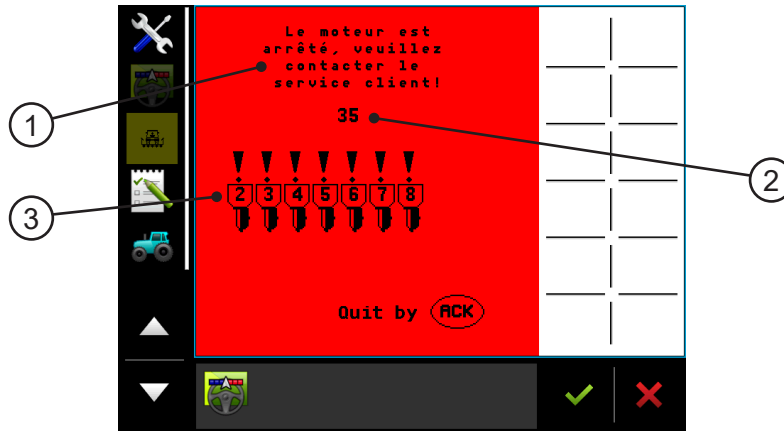 Le moteur est
arrêté, veuillez
contacter le
service client!
35
1
2
2 3 4 5 6 7 8
3
Quit by ACK